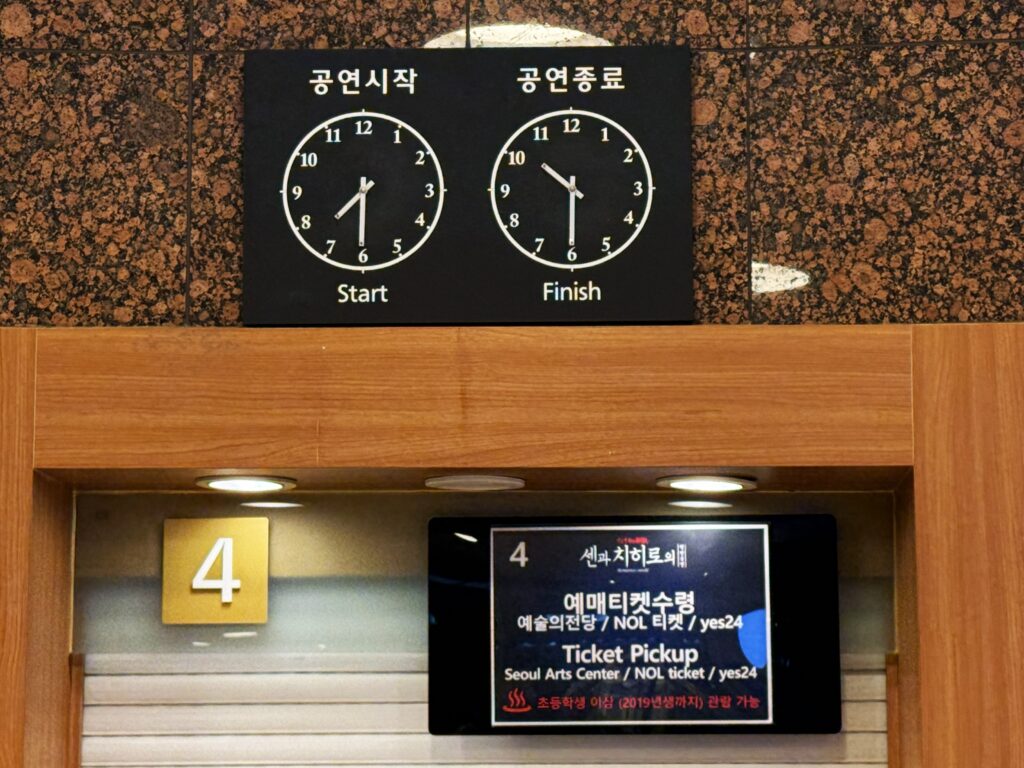 공연시작
12
1
2
3
4
5
6
7
8
9
10
11
Start
공연종료
12
1
2
3
4
5
6
7
8
9
10
11
Finish
4
4
센과 치히로의
예매티켓수령
예술의전당 / NOL 티켓 / yes24
Ticket Pickup
Seoul Arts Center / NOL ticket / yes24
초등학생 이상 (2019년생까지) 관람 가능